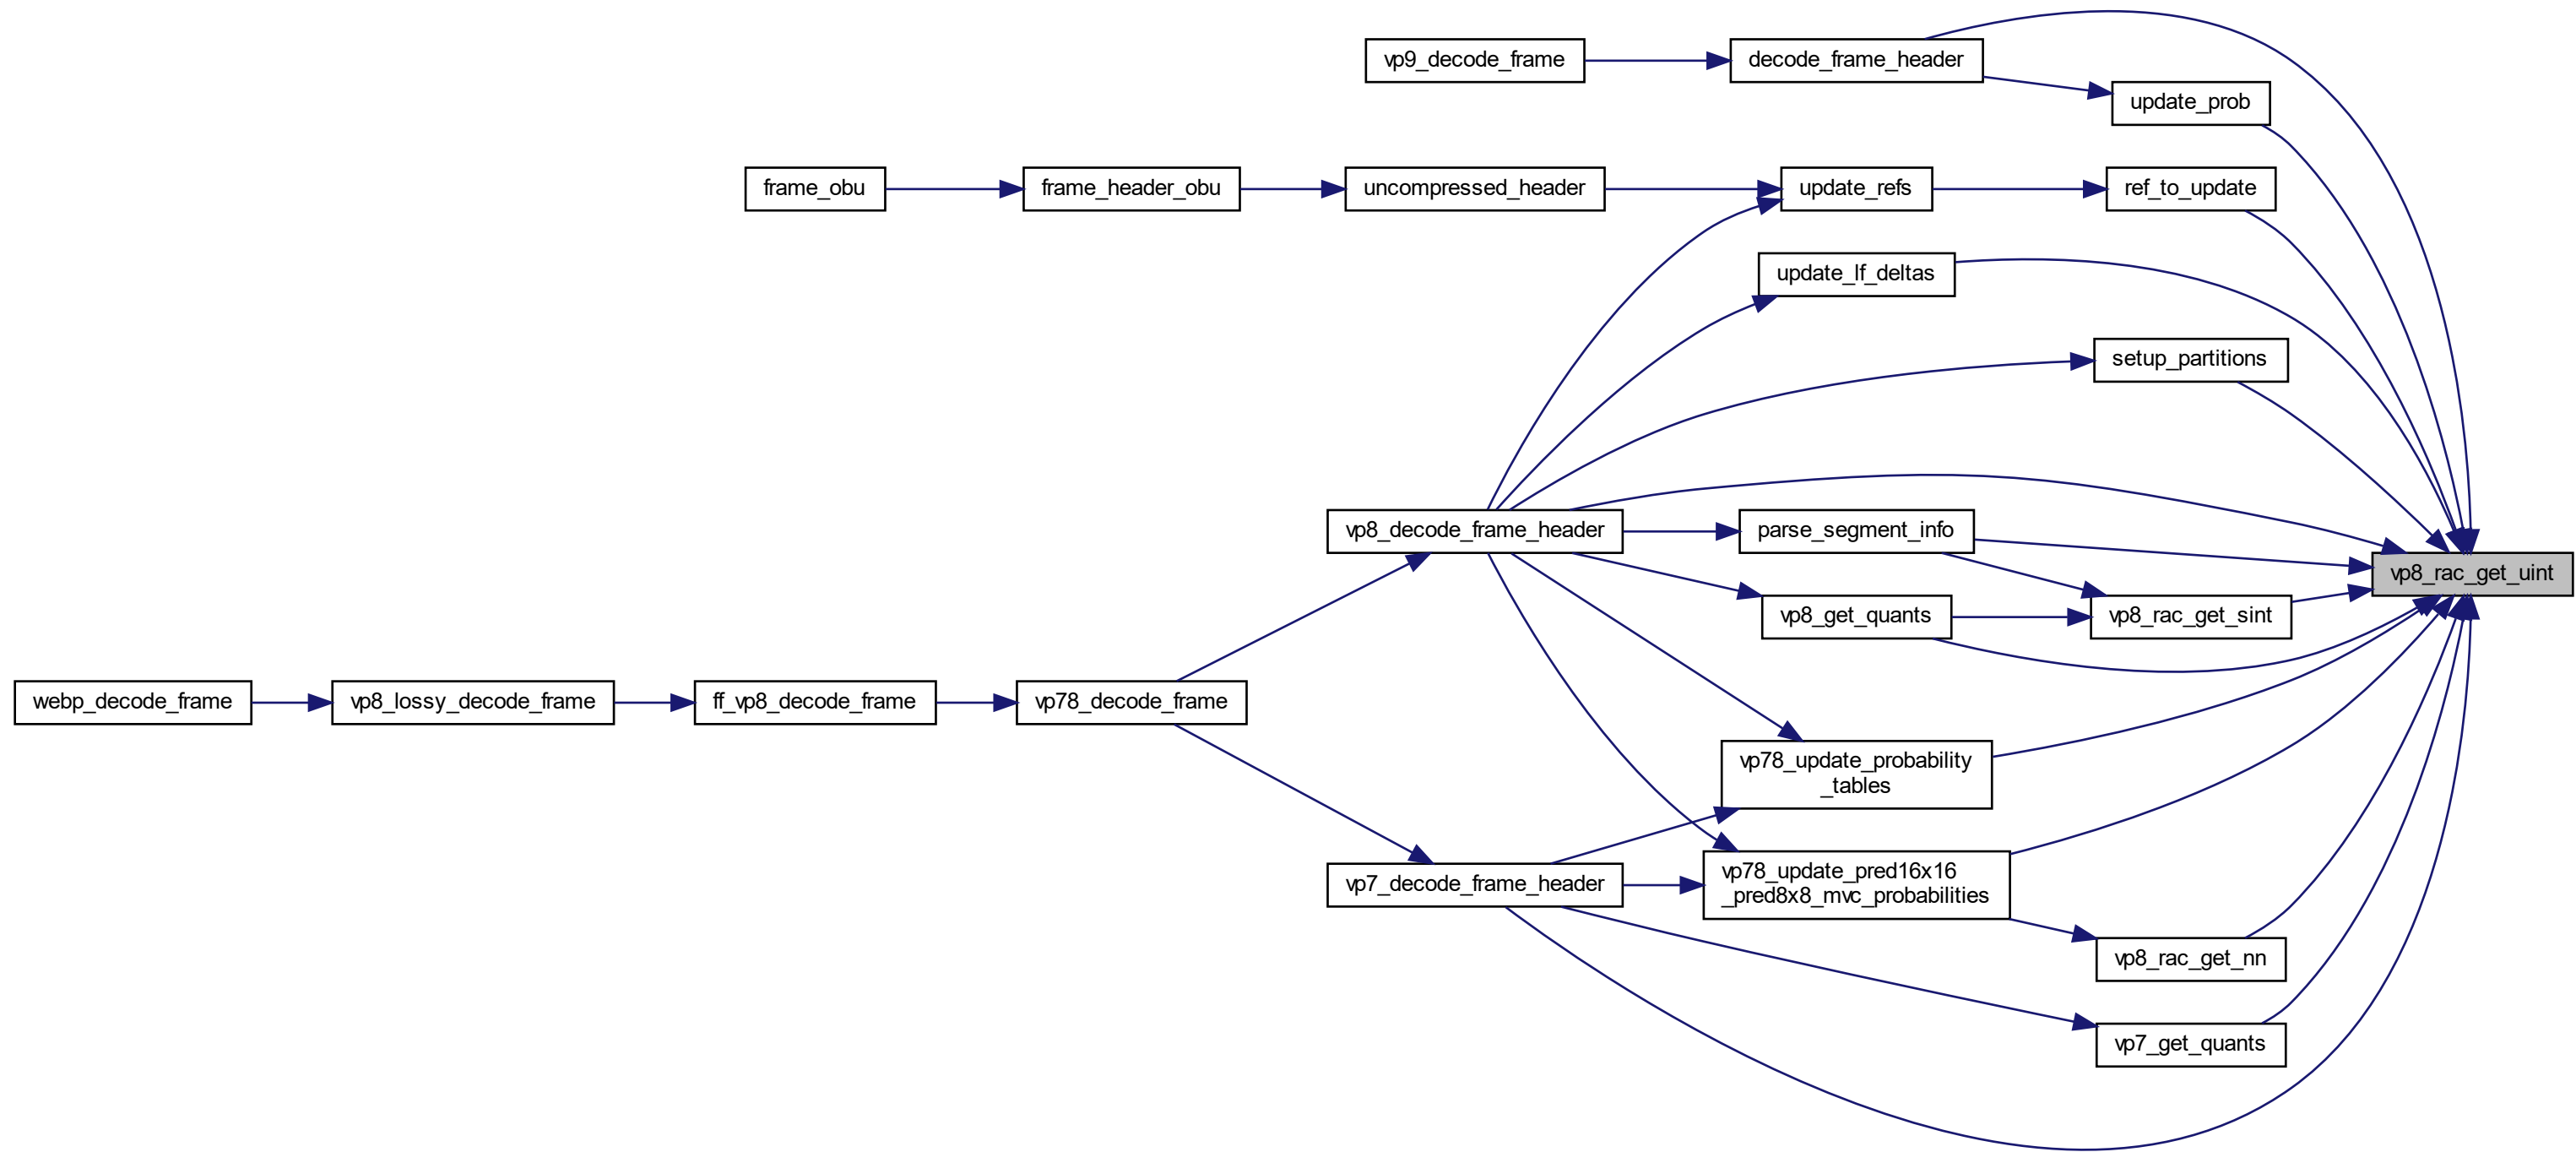 vp9_decode_frame
decode_frame_header
update_prob
frame_obu
frame_header_obu
uncompressed_header
update_refs
ref_to_update
update_lf_deltas
setup_partitions
vp8_decode_frame_header
parse_segment_info
vp8_rac_get_uint
vp8_get_quants
vp8_rac_get_sint
webp_decode_frame
vp8_lossy_decode_frame
ff_vp8_decode_frame
vp78_decode_frame
vp78_update_probability
_tables
vp7_decode_frame_header
vp78_update_pred16x16
_pred8x8_mvc_probabilities
vp8_rac_get_nn
vp7_get_quants